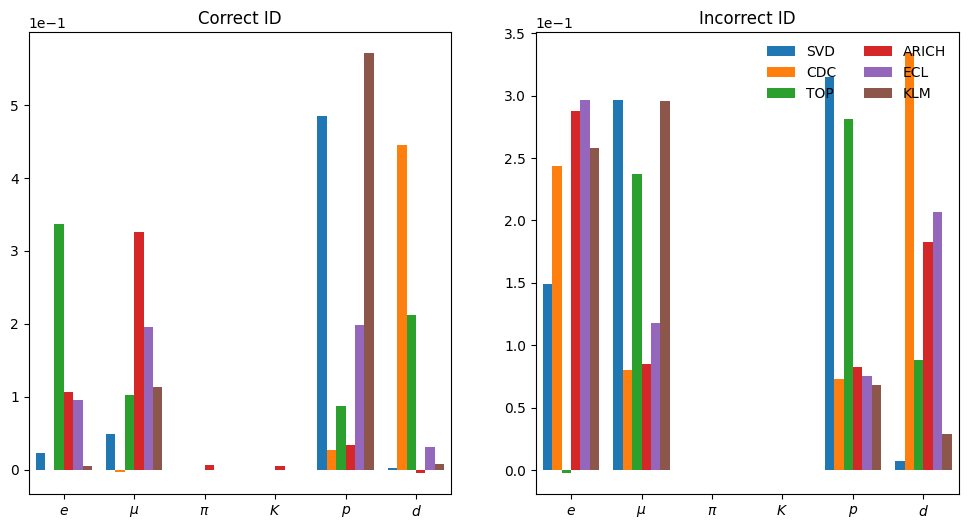 Correct ID
1e−1
5
4
3
2
1
0
e μ π K p d
Incorrect ID
1e−1
3.5
3.0
2.5
2.0
1.5
1.0
0.5
0.0
SVD ARICH
CDC ECL
TOP KLM
e μ π K p d